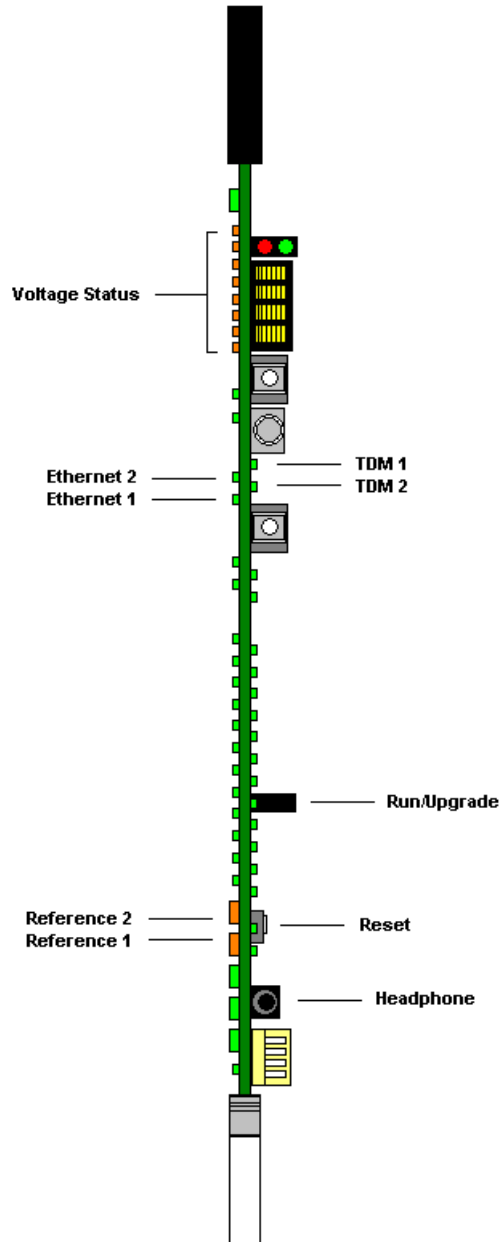 Voltage Status
TDM 1
Ethernet 2
TDM 2
Ethernet 1
Run/Upgrade
Reference 2
Reset
Reference 1
Headphone